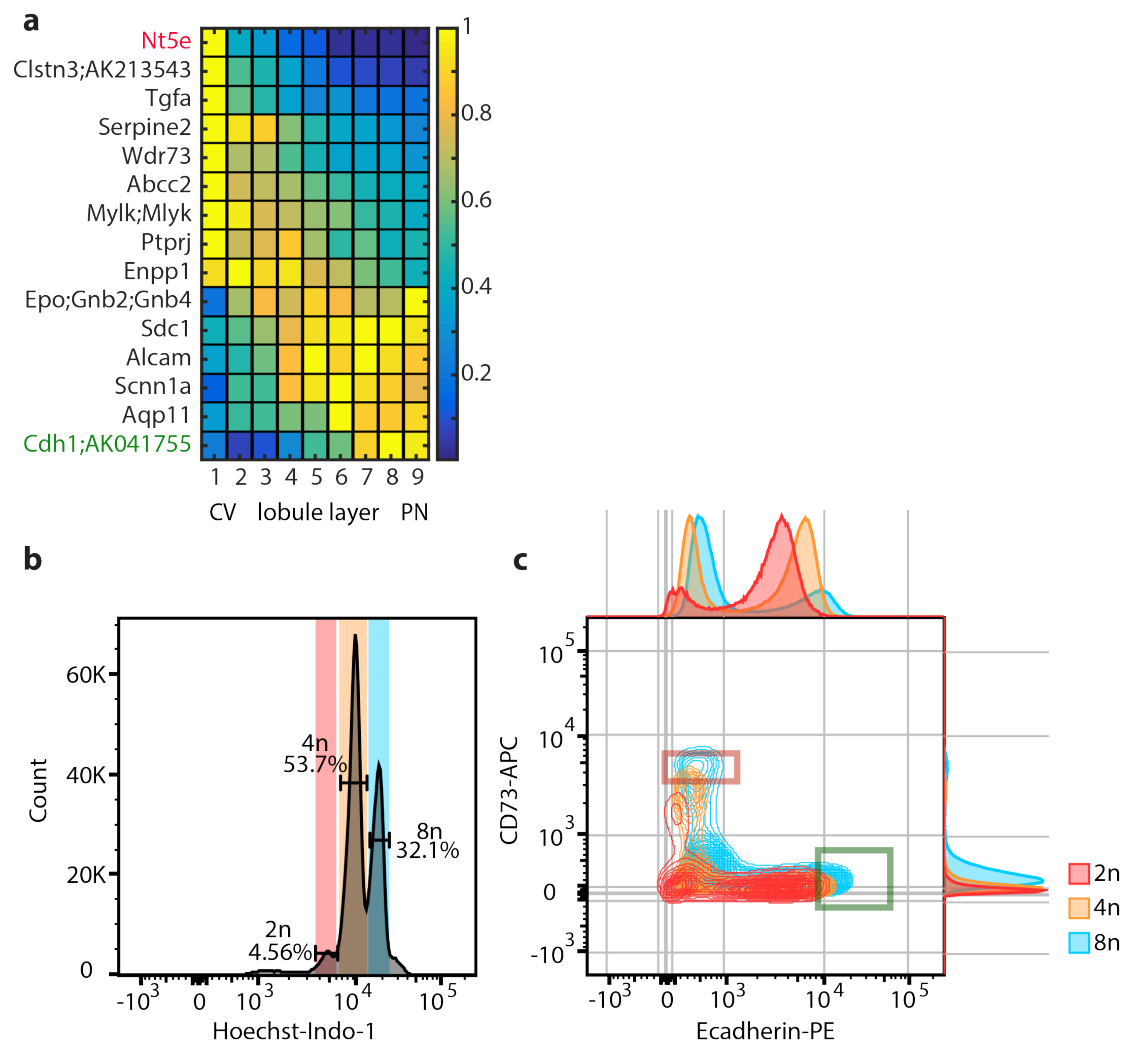 a
Nt5e
Clstn3;AK213543
Tgfa
Serpine2
Wdr73
Abcc2
Mylk;Mlyk
Ptprj
Enpp1
Epo;Gnb2;Gnb4
Sdc1
Alcam
Scnn1a
Aqp11
Cdh1;AK041755
1
0.8
0.6
0.4
0.2
1 2 3 4 5 6 7 8 9
CV lobule layer PN
b
60K
40K
20K
0
Count
4n
53.7%
8n
32.1%
2n
4.56%
-10³ 0 10³ 10⁴ 10⁵
Hoechst-Indo-1
c
10⁵
10⁴
10³
0
-10³
CD73-APC
-10³ 0 10³ 10⁴ 10⁵
Ecadherin-PE
2n
4n
8n